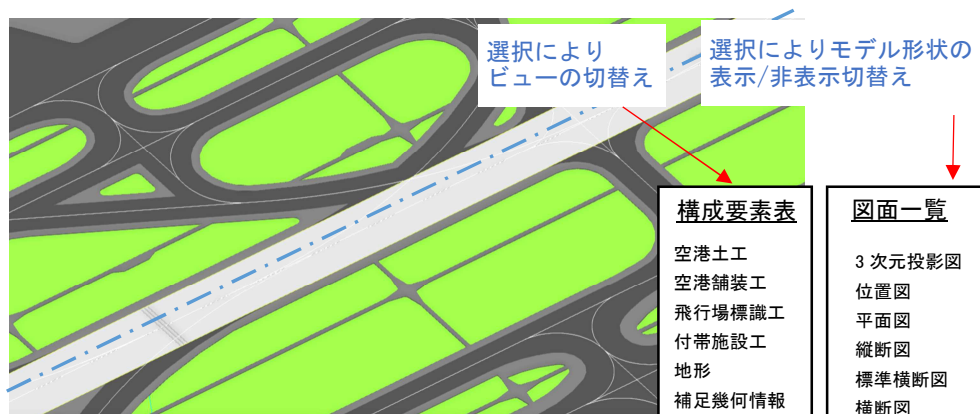 選択により
ビューの切替え
選択によりモデル形状の
表示/非表示切替え
構成要素表
空港土工
空港舗装工
飛行場標識工
付帯施設工
地形
補足幾何情報
図面一覧
3次元投影図
位置図
平面図
縦断図
標準横断図
横断図